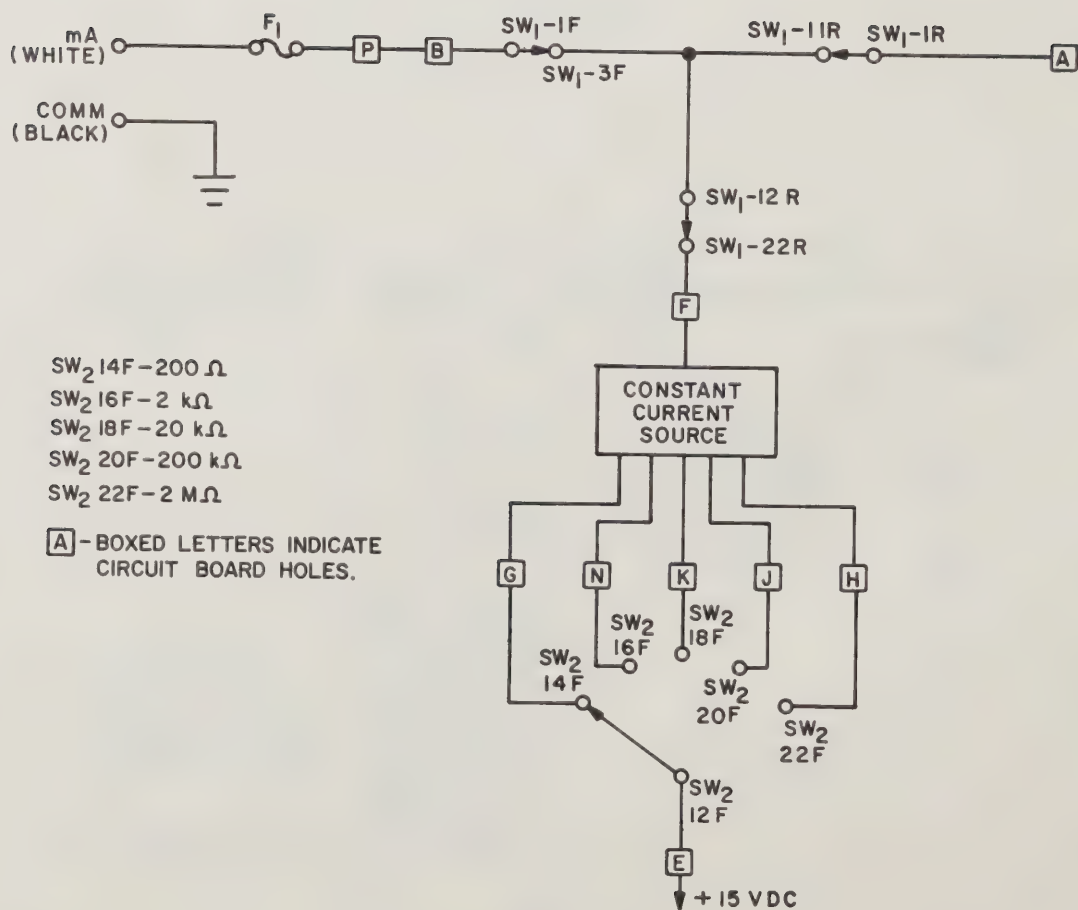 mA
(WHITE)
F1
P
B
SW1-1F
SW1-3F
SW1-11R
SW1-1R
A
COMM
(BLACK)
SW1-12R
SW1-22R
F
SW2 14F-200 Ω
SW2 16F-2 kΩ
SW2 18F-20 kΩ
SW2 20F-200 kΩ
SW2 22F-2 MΩ
A - BOXED LETTERS INDICATE
CIRCUIT BOARD HOLES.
CONSTANT
CURRENT
SOURCE
G
N
K
J
H
SW2
16F
SW2
18F
SW2
14F
SW2
20F
SW2
22F
SW2
12F
E
+15 VDC